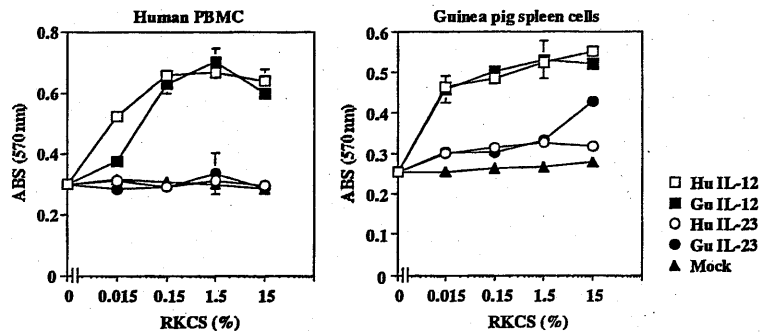 Human PBMC
0.8
0.6
0.4
0.2
0
ABS (570nm)
0 0.015 0.15 1.5 15
RKCS (%)
Guinea pig spleen cells
0.6
0.5
0.4
0.3
0.2
0.1
0
ABS (570nm)
0 0.015 0.15 1.5 15
RKCS (%)
Hu IL-12
Gu IL-12
Hu IL-23
Gu IL-23
Mock